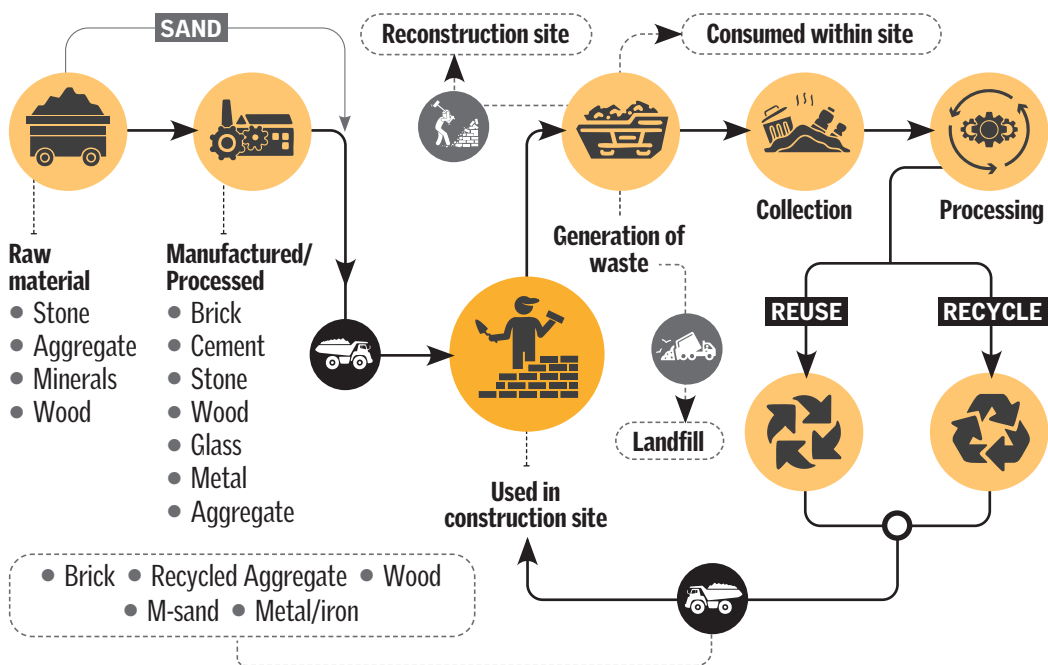 SAND
Reconstruction site
Consumed within site
Collection
Processing
Generation of
waste
Raw
material
Stone
Aggregate
Minerals
Wood
Manufactured/
Processed
Brick
Cement
Stone
Wood
Glass
Metal
Aggregate
REUSE
RECYCLE
Landfill
Used in
construction site
Brick Recycled Aggregate Wood
M-sand Metal/iron